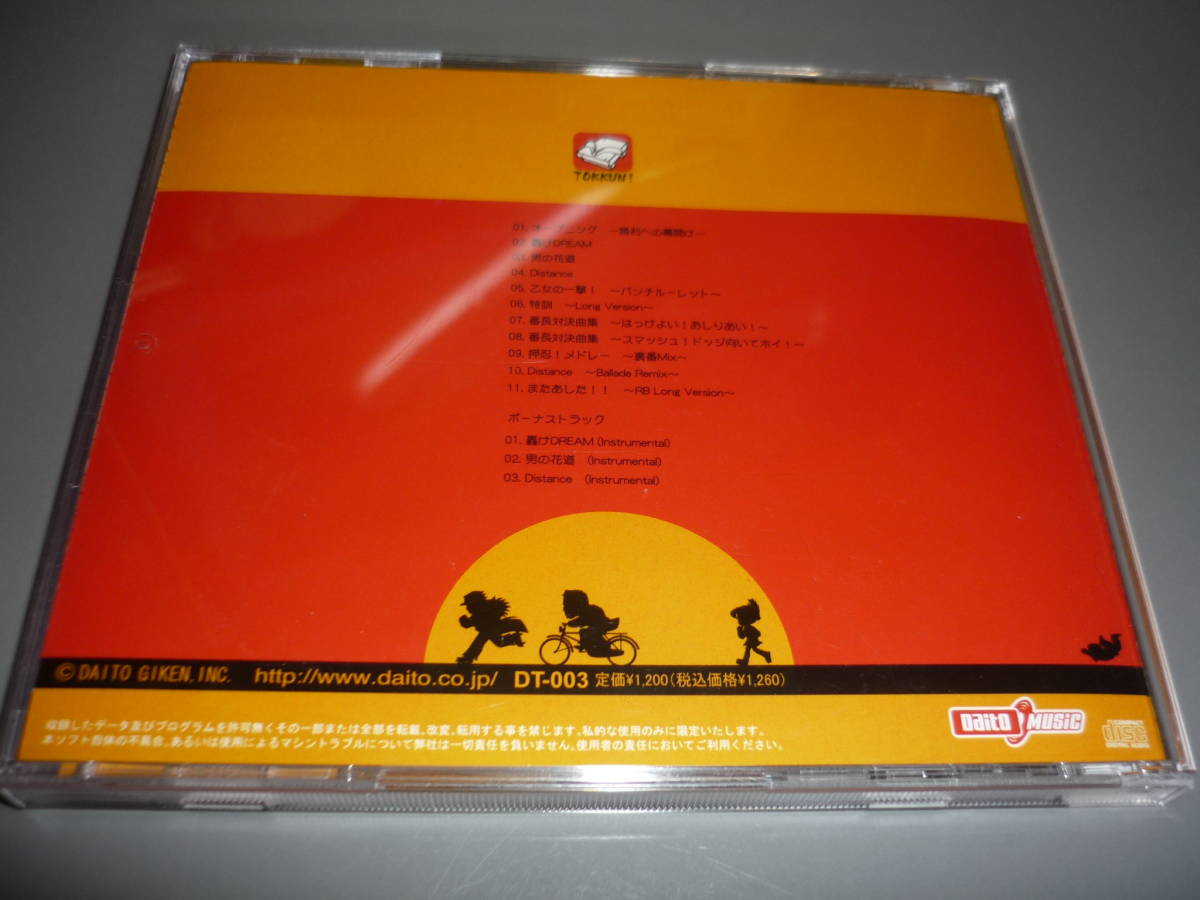 TOKKUN!
01. オープニング ～勝利への幕開け～
02. 轟けDREAM
03. 男の花道
04. Distance
05. 乙女の一撃！ ～パンチルーレット～
06. 特訓 ～Long Version～
07. 番長対決曲集 ～はっけよい！あしりあい！～
08. 番長対決曲集 ～スマッシュ！ドッジ向いてホイ！～
09. 押忍！メドレー ～裏番Mix～
10. Distance ～Ballade Remix～
11. またあした！！ ～RB Long Version～
ボーナストラック
01. 轟けDREAM (Instrumental)
02. 男の花道 (Instrumental)
03. Distance (Instrumental)
©DAITO GIKEN, INC. http://www.daito.co.jp/ DT-003 定価¥1,200(税込価格¥1,260)
収録したデータ及びプログラムを許可無くその一部または全部を転載、改変、転用する事を禁じます。私的な使用のみに限定いたします。
本ソフト自体の不具合、あるいは使用によるマシントラブルについて弊社は一切責任を負いません。使用者の責任においてご利用ください。
Daito MUSiC
COMPACT disc DIGITAL AUDIO